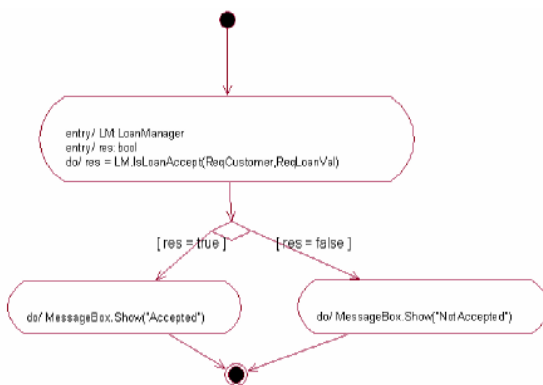 entry/ LM LoanManager
entry/ res: bool
do/ res = LM.IsLoanAccept(ReqCustomer,ReqLoanVal)
[ res = true ]
[ res = false ]
do/ MessageBox.Show("Accepted")
do/ MessageBox.Show("NotAccepted")